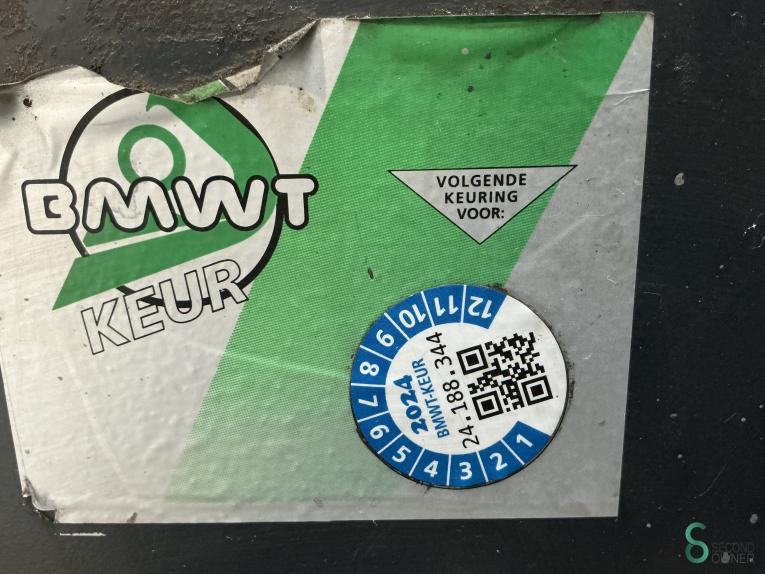 BMWT
KEUR
VOLGENDE
KEURING
VOOR:
12
11
10
9
8
7
6
5
4
3
2
1
2024
BMWT-KEUR
24.188.344
SECOND
OWNER